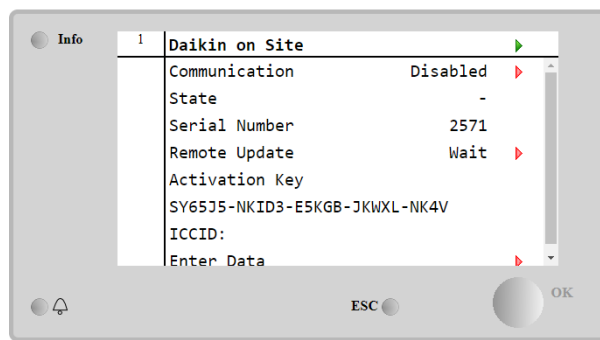 Info
1 Daikin on Site
Communication Disabled
State -
Serial Number 2571
Remote Update Wait
Activation Key
SY65J5-NKID3-E5KGB-JKWXL-NK4V
ICCID:
Enter Data
ESC
OK